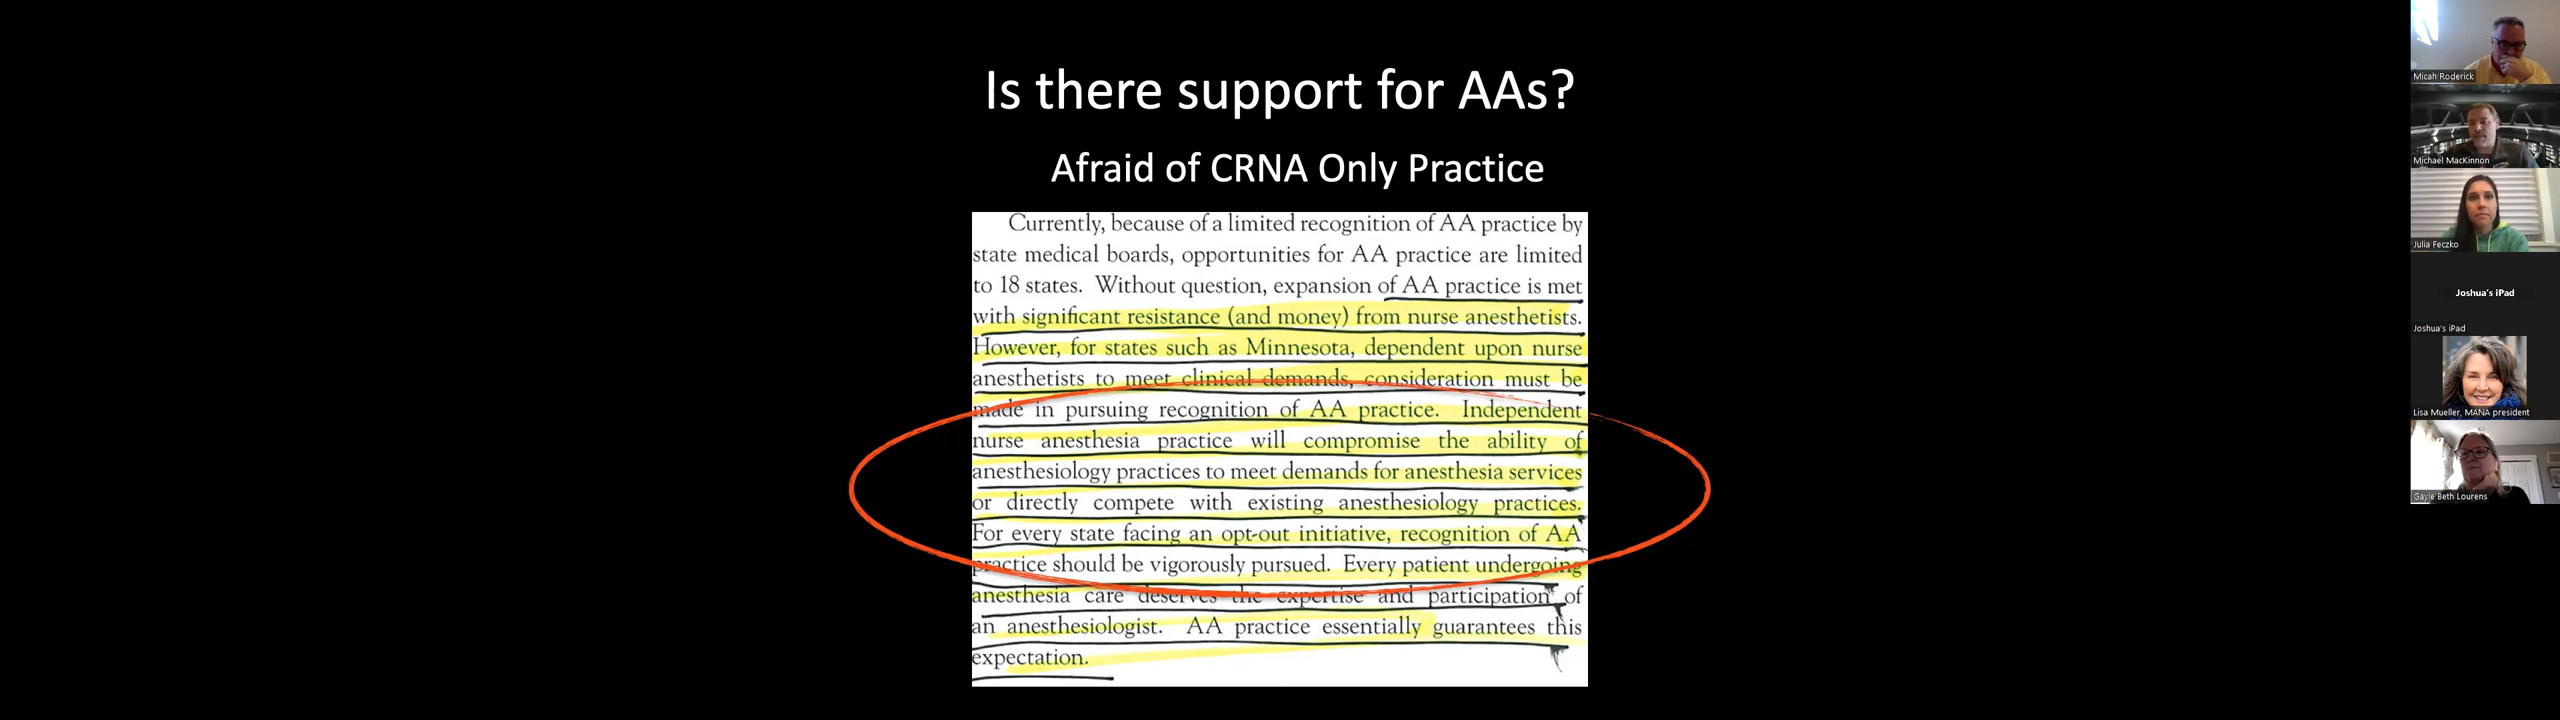 Is there support for AAs?
Afraid of CRNA Only Practice
Currently, because of a limited recognition of AA practice by
state medical boards, opportunities for AA practice are limited
to 18 states. Without question, expansion of AA practice is met
with significant resistance (and money) from nurse anesthetists.
However, for states such as Minnesota, dependent upon nurse
anesthetists to meet clinical demands, consideration must be
made in pursuing recognition of AA practice. Independent
nurse anesthesia practice will compromise the ability of
anesthesiology practices to meet demands for anesthesia services
or directly compete with existing anesthesiology practices.
For every state facing an opt-out initiative, recognition of AA
practice should be vigorously pursued. Every patient undergoing
anesthesia care deserves the expertise and participation of
an anesthesiologist. AA practice essentially guarantees this
expectation.
Micah Roderick
Michael MacKinnon
Julia Feczko
Joshua's iPad
Joshua's iPad
Lisa Mueller, MANA president
Gayle Beth Lourens